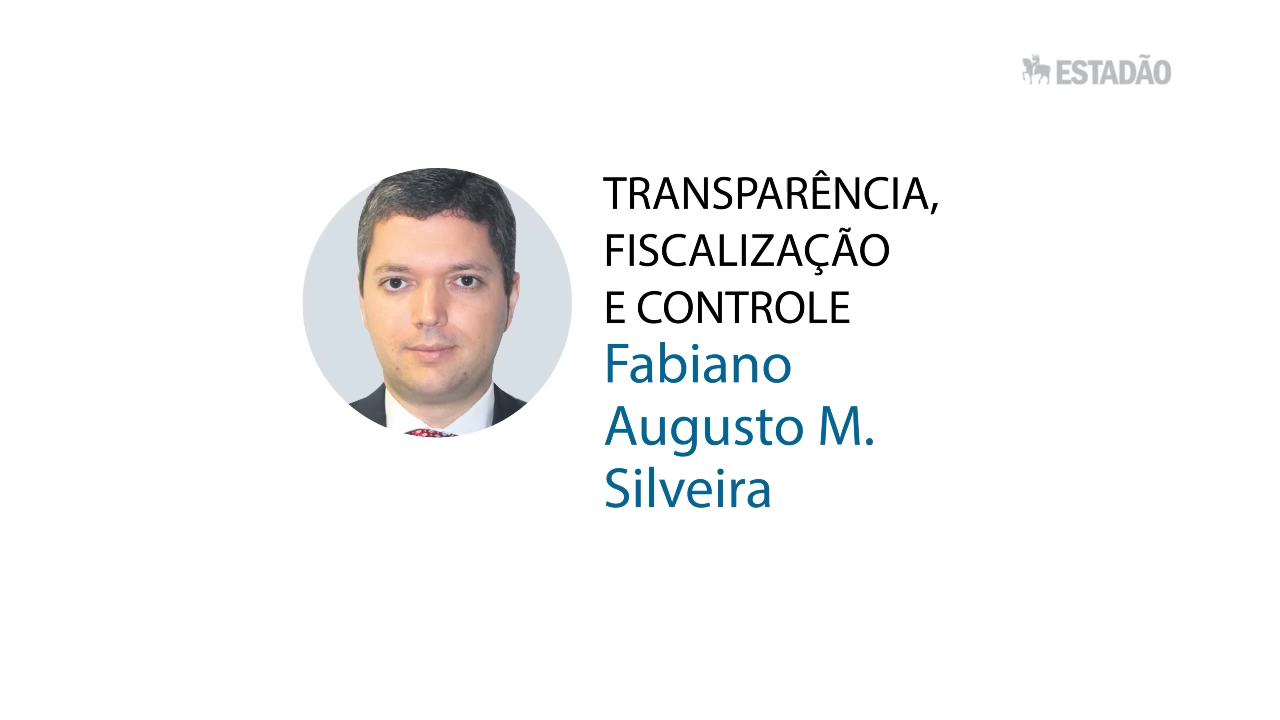 ESTADÃO
TRANSPARÊNCIA,
FISCALIZAÇÃO
E CONTROLE
Fabiano
Augusto M.
Silveira